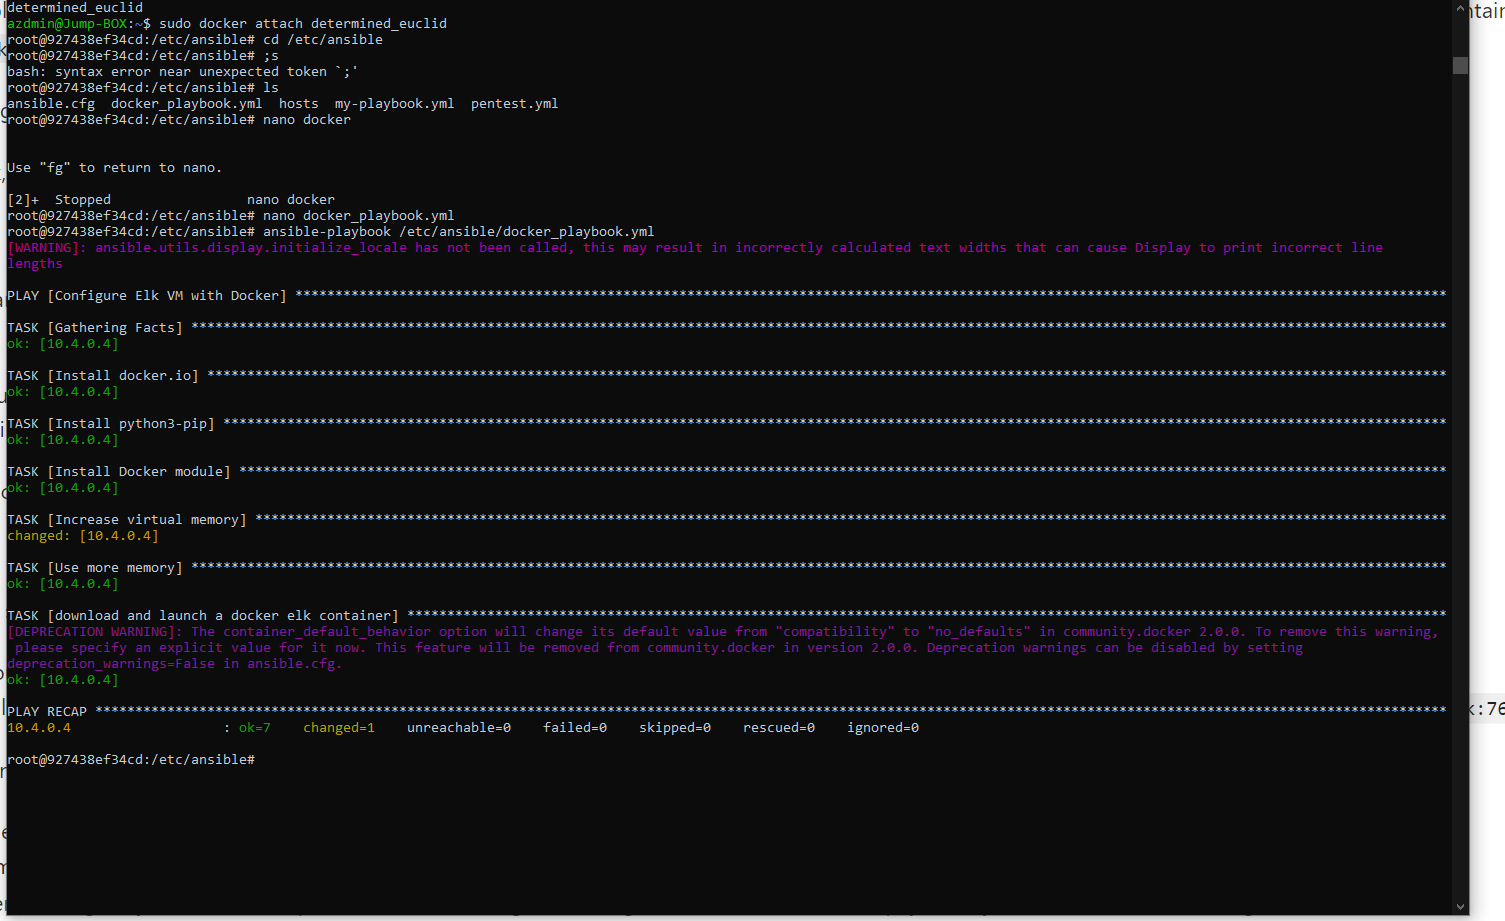 determined_euclid
azdmin@Jump-BOX:~$ sudo docker attach determined_euclid
root@927438ef34cd:/etc/ansible# cd /etc/ansible
root@927438ef34cd:/etc/ansible# ;s
bash: syntax error near unexpected token `;'
root@927438ef34cd:/etc/ansible# ls
ansible.cfg  docker_playbook.yml  hosts  my-playbook.yml  pentest.yml
root@927438ef34cd:/etc/ansible# nano docker
Use "fg" to return to nano.
[2]+  Stopped                 nano docker
root@927438ef34cd:/etc/ansible# nano docker_playbook.yml
root@927438ef34cd:/etc/ansible# ansible-playbook /etc/ansible/docker_playbook.yml
[WARNING]: ansible.utils.display.initialize_locale has not been called, this may result in incorrectly calculated text widths that can cause Display to print incorrect line
lengths
PLAY [Configure Elk VM with Docker] ************************************************************************************************************************************************
TASK [Gathering Facts] *************************************************************************************************************************************************************
ok: [10.4.0.4]
TASK [Install docker.io] ***********************************************************************************************************************************************************
ok: [10.4.0.4]
TASK [Install python3-pip] *********************************************************************************************************************************************************
ok: [10.4.0.4]
TASK [Install Docker module] *******************************************************************************************************************************************************
ok: [10.4.0.4]
TASK [Increase virtual memory] *****************************************************************************************************************************************************
changed: [10.4.0.4]
TASK [Use more memory] *************************************************************************************************************************************************************
ok: [10.4.0.4]
TASK [download and launch a docker elk container] **********************************************************************************************************************************
[DEPRECATION WARNING]: The container_default_behavior option will change its default value from "compatibility" to "no_defaults" in community.docker 2.0.0. To remove this warning,
 please specify an explicit value for it now. This feature will be removed from community.docker in version 2.0.0. Deprecation warnings can be disabled by setting
deprecation_warnings=False in ansible.cfg.
ok: [10.4.0.4]
PLAY RECAP *************************************************************************************************************************************************************************
10.4.0.4                   : ok=7    changed=1    unreachable=0    failed=0    skipped=0    rescued=0    ignored=0
root@927438ef34cd:/etc/ansible#